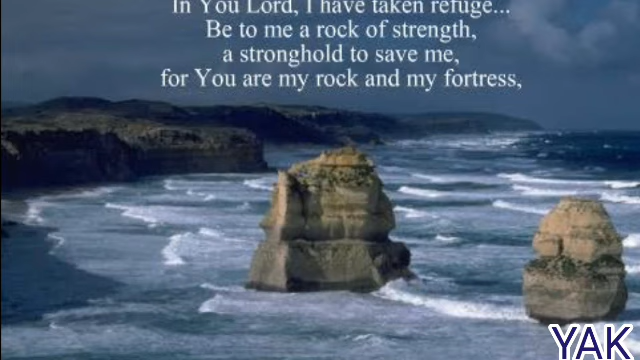 In You Lord, I have taken refuge...
Be to me a rock of strength,
a stronghold to save me,
for You are my rock and my fortress,
YAK